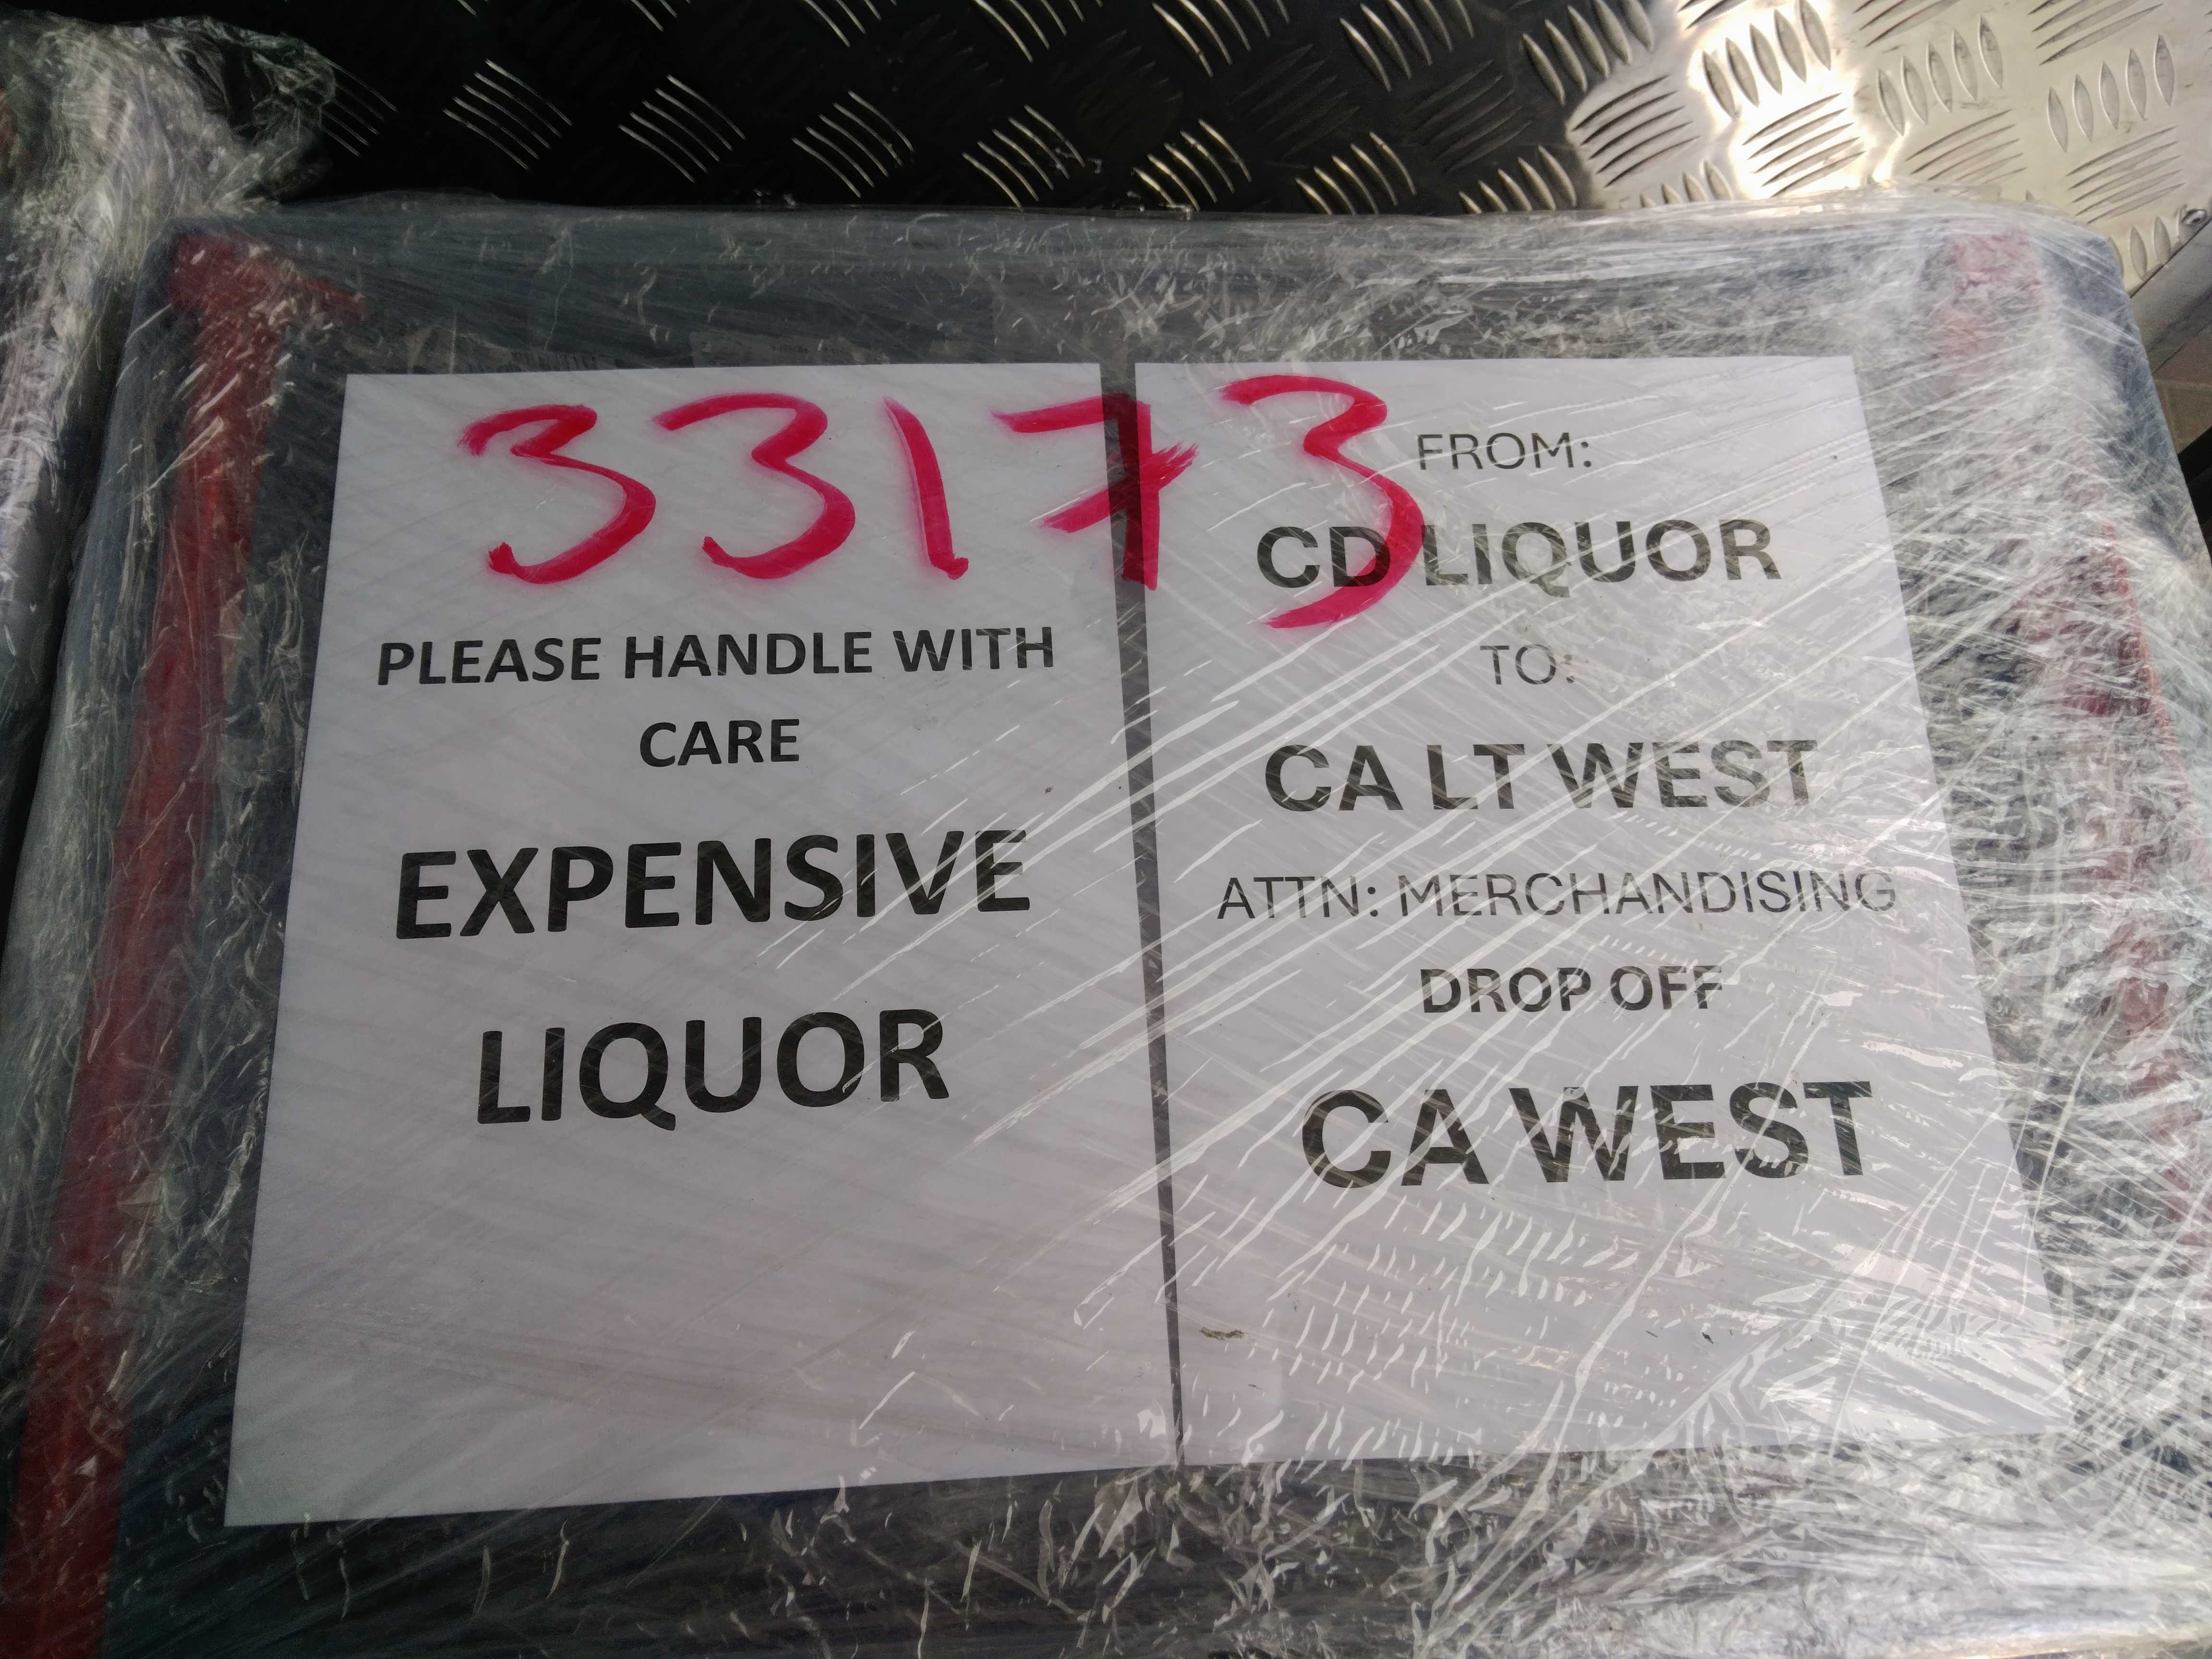 33173
PLEASE HANDLE WITH
CARE
EXPENSIVE
LIQUOR
FROM:
CD LIQUOR
TO:
CA LT WEST
ATTN: MERCHANDISING
DROP OFF
CA WEST